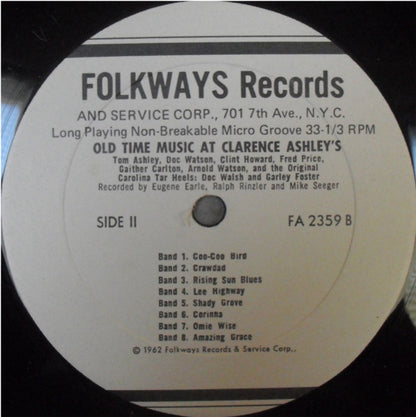 FOLKWAYS Records
AND SERVICE CORP., 701 7th Ave., N.Y.C.
Long Playing Non-Breakable Micro Groove 33-1/3 RPM
OLD TIME MUSIC AT CLARENCE ASHLEY'S
Tom Ashley, Doc Watson, Clint Howard, Fred Price,
Gaither Carlton, Arnold Watson, and the Original
Carolina Tar Heels: Doc Walsh and Garley Foster
Recorded by Eugene Earle, Ralph Rinzler and Mike Seeger
SIDE II FA 2359 B
Band 1. Coo-Coo Bird
Band 2. Crawdad
Band 3. Rising Sun Blues
Band 4. Lee Highway
Band 5. Shady Grove
Band 6. Corinna
Band 7. Omie Wise
Band 8. Amazing Grace
© 1962 Folkways Records & Service Corp.,